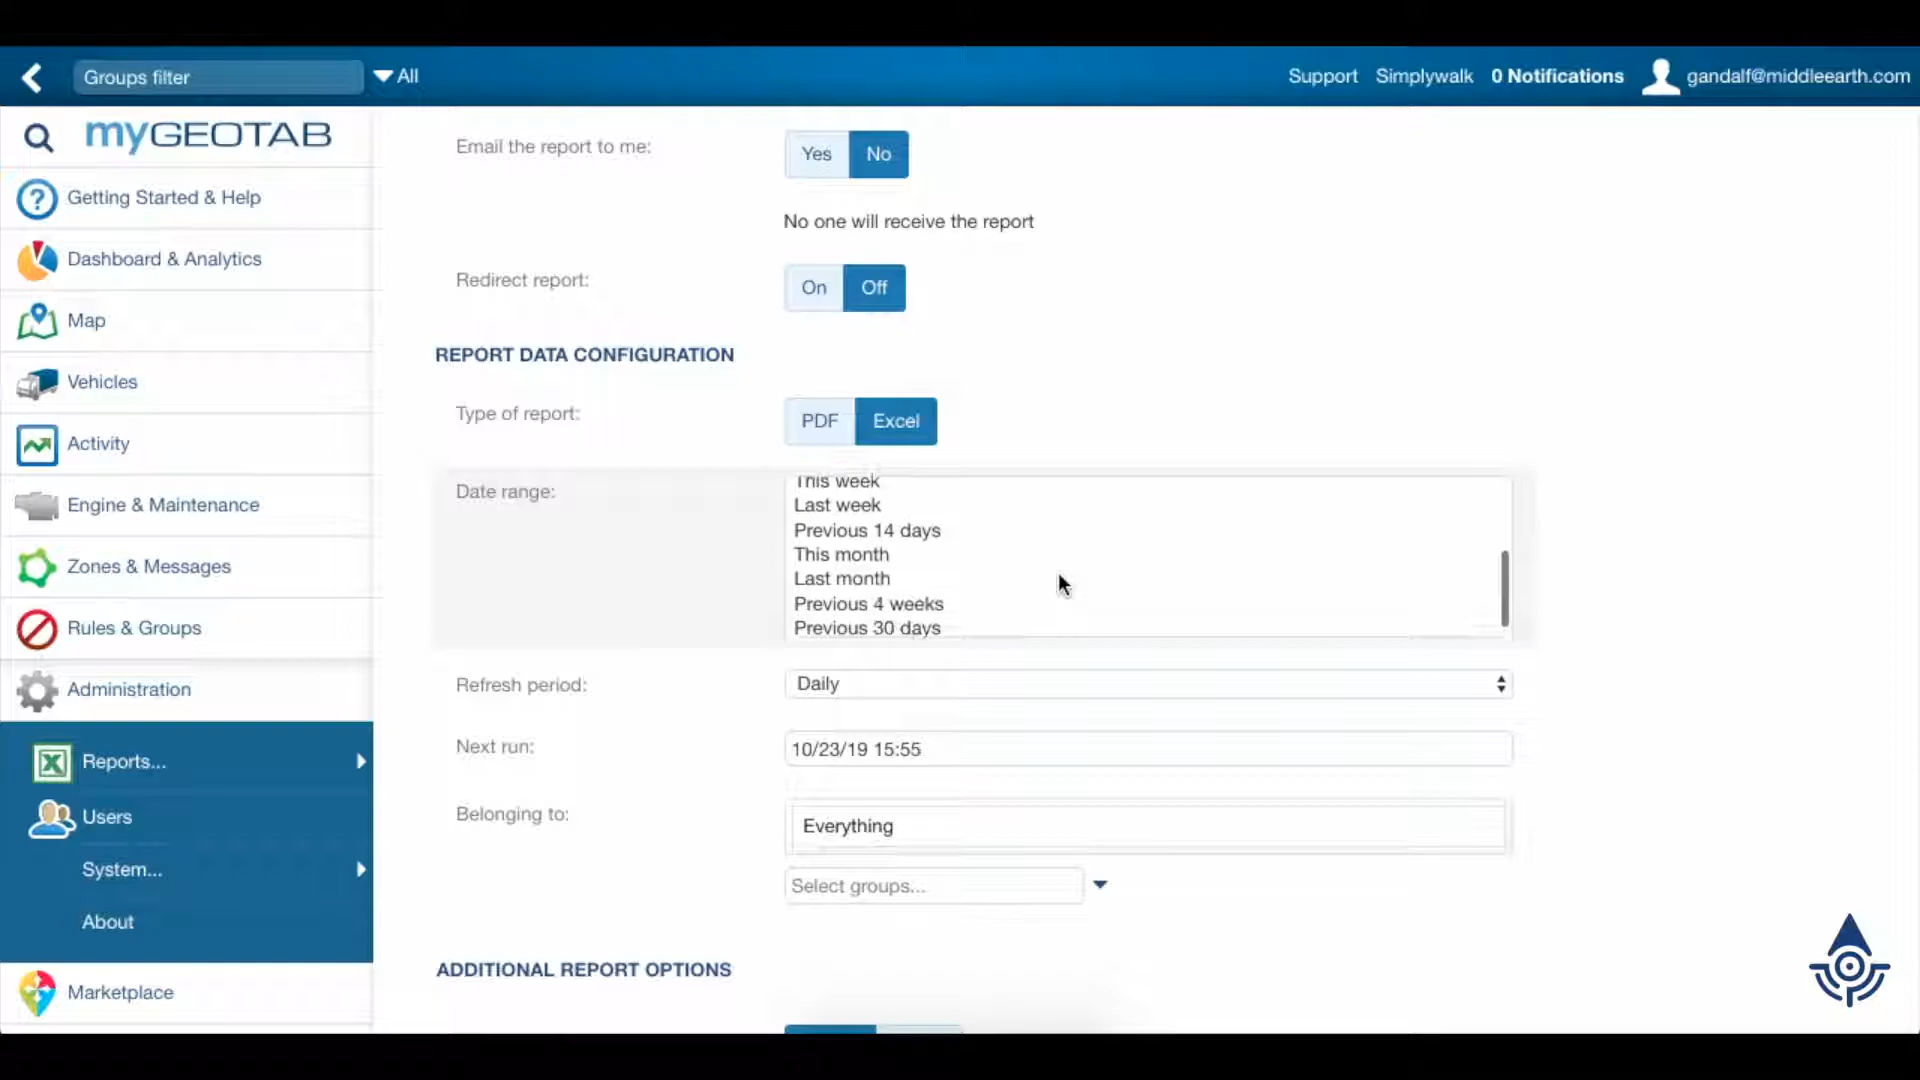 Groups filter
All
Support Simplywalk 0 Notifications gandalf@middleearth.com
myGEOTAB
Getting Started & Help
Dashboard & Analytics
Map
Vehicles
Activity
Engine & Maintenance
Zones & Messages
Rules & Groups
Administration
Reports...
Users
System...
About
Marketplace
Email the report to me:
Yes No
No one will receive the report
Redirect report:
On Off
REPORT DATA CONFIGURATION
Type of report:
PDF Excel
Date range:
This week
Last week
Previous 14 days
This month
Last month
Previous 4 weeks
Previous 30 days
Refresh period:
Daily
Next run:
10/23/19 15:55
Belonging to:
Everything
Select groups...
ADDITIONAL REPORT OPTIONS